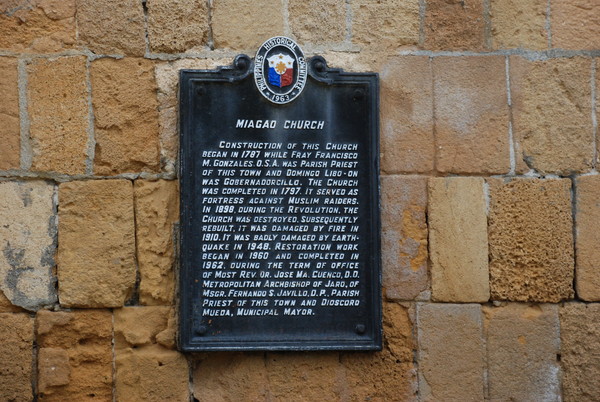 PHILIPPINES HISTORICAL COMMITTEE
1963
MIAGAO CHURCH
CONSTRUCTION OF THIS CHURCH
BEGAN IN 1787 WHILE FRAY FRANCISCO
M. GONZALES, O.S.A. WAS PARISH PRIEST
OF THIS TOWN AND DOMINGO LIBO-ON
WAS GOBERNADORCILLO. THE CHURCH
WAS COMPLETED IN 1797. IT SERVED AS
FORTRESS AGAINST MUSLIM RAIDERS.
IN 1898, DURING THE REVOLUTION, THE
CHURCH WAS DESTROYED. SUBSEQUENTLY
REBUILT, IT WAS DAMAGED BY FIRE IN
1910. IT WAS BADLY DAMAGED BY EARTH-
QUAKE IN 1948. RESTORATION WORK
BEGAN IN 1960 AND COMPLETED IN
1962, DURING THE TERM OF OFFICE
OF MOST REV. DR. JOSE MA. CUENCO, D.D.
METROPOLITAN ARCHBISHOP OF JARO, OF
MSGR. FERNANDO S. JAVILLO, D.P., PARISH
PRIEST OF THIS TOWN AND DIOSCORO
MUEDA, MUNICIPAL MAYOR.